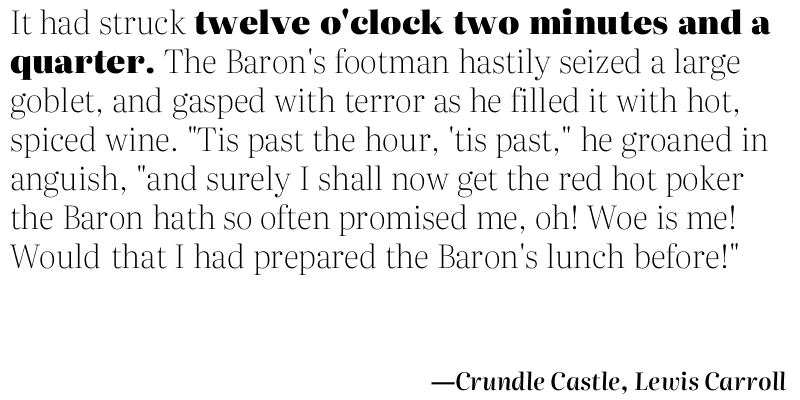 It had struck twelve o'clock two minutes and a
quarter. The Baron's footman hastily seized a large
goblet, and gasped with terror as he filled it with hot,
spiced wine. "Tis past the hour, 'tis past," he groaned in
anguish, "and surely I shall now get the red hot poker
the Baron hath so often promised me, oh! Woe is me!
Would that I had prepared the Baron's lunch before!"
—Crundle Castle, Lewis Carroll